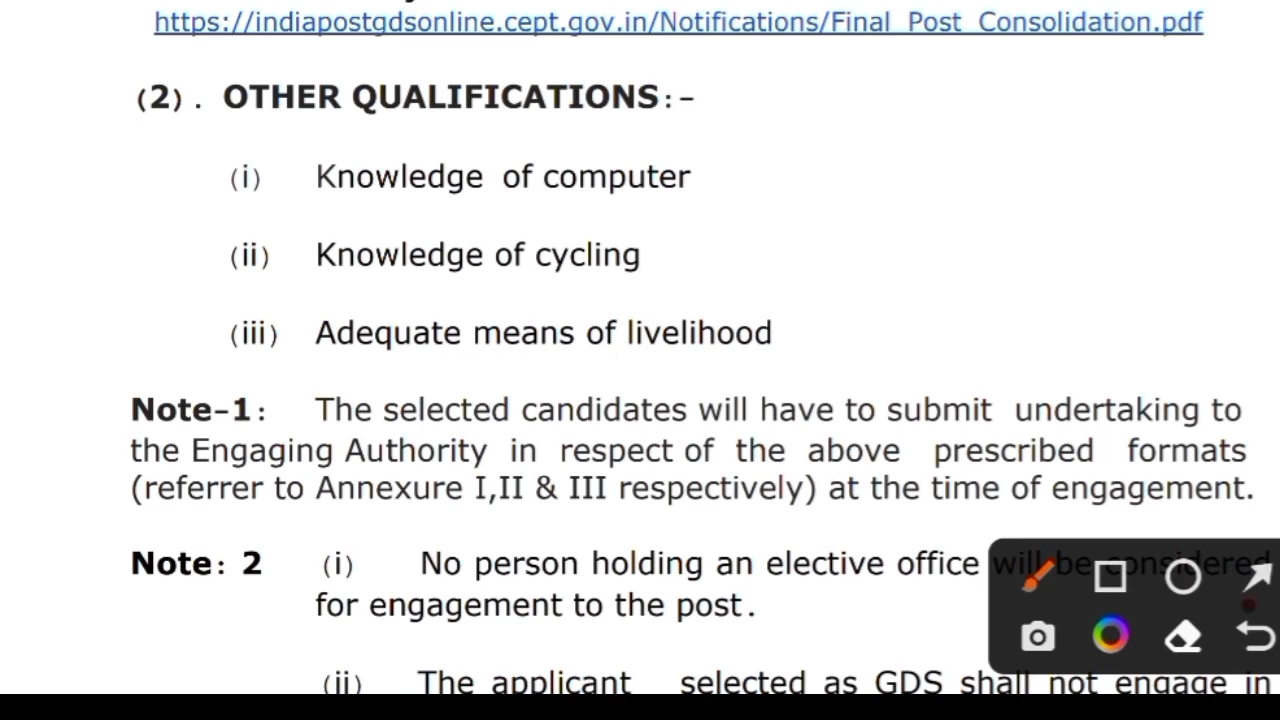 https://indiapostgdsonline.cept.gov.in/Notifications/Final_Post_Consolidation.pdf
(2). OTHER QUALIFICATIONS:-
(i) Knowledge of computer
(ii) Knowledge of cycling
(iii) Adequate means of livelihood
Note-1: The selected candidates will have to submit undertaking to
the Engaging Authority in respect of the above prescribed formats
(referrer to Annexure I,II & III respectively) at the time of engagement.
Note: 2 (i) No person holding an elective office will be considered
for engagement to the post.
(ii) The applicant selected as GDS shall not engage in